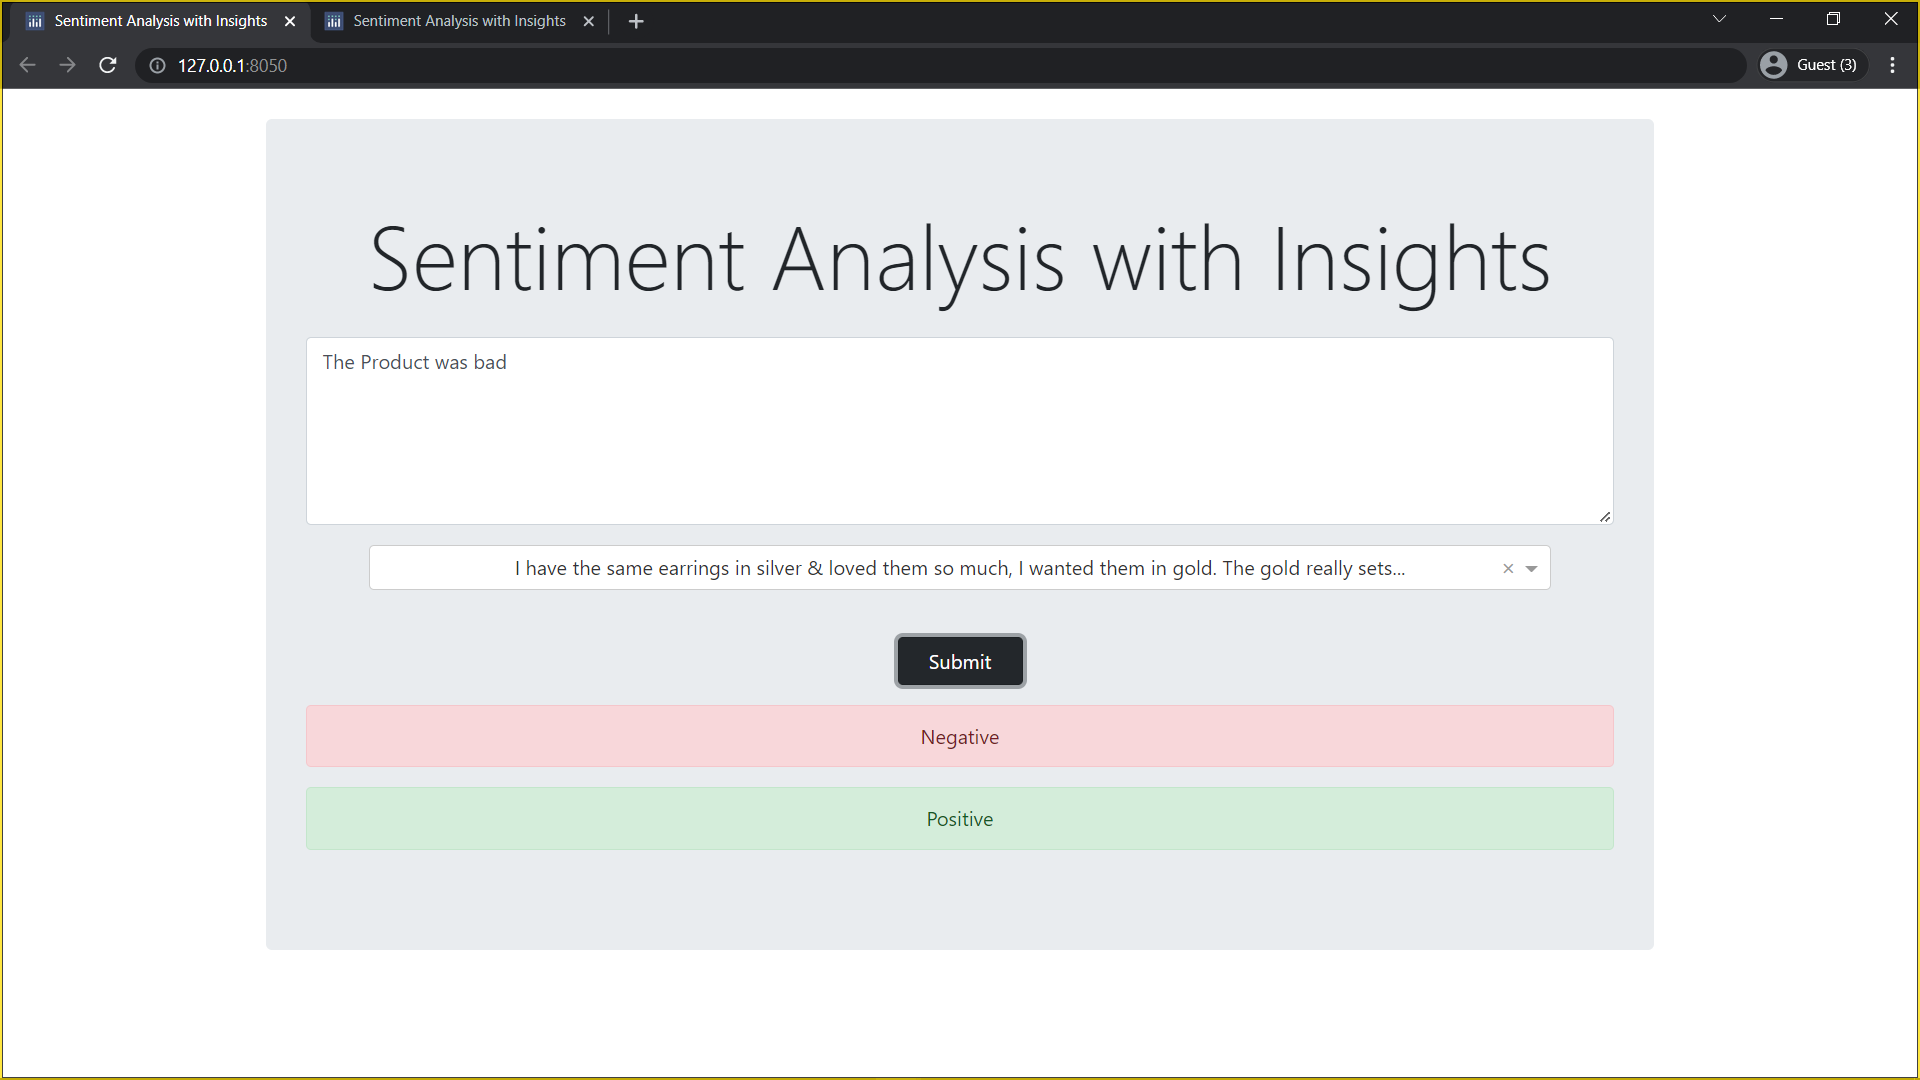 Sentiment Analysis with Insights
Sentiment Analysis with Insights
127.0.0.1:8050
Guest (3)
Sentiment Analysis with Insights
The Product was bad
I have the same earrings in silver & loved them so much, I wanted them in gold. The gold really sets...
Submit
Negative
Positive